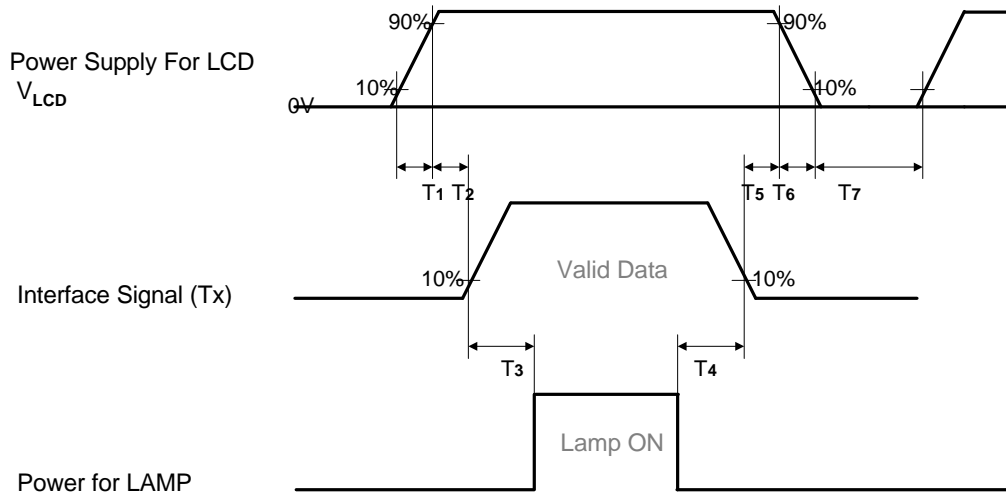 90%
90%
Power Supply For LCD
VLCD
10%
10%
0V
T1 T2
T5 T6
T7
Valid Data
10%
10%
Interface Signal (Tx)
T3
T4
Lamp ON
Power for LAMP